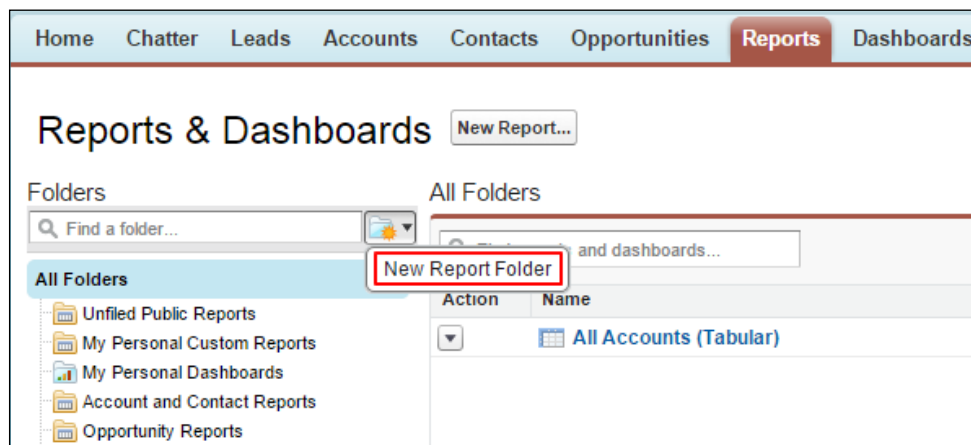 Home Chatter Leads Accounts Contacts Opportunities Reports Dashboards
Reports & Dashboards New Report...
Folders
All Folders
Find a folder...
and dashboards...
New Report Folder
All Folders
Action Name
Unfiled Public Reports
All Accounts (Tabular)
My Personal Custom Reports
My Personal Dashboards
Account and Contact Reports
Opportunity Reports